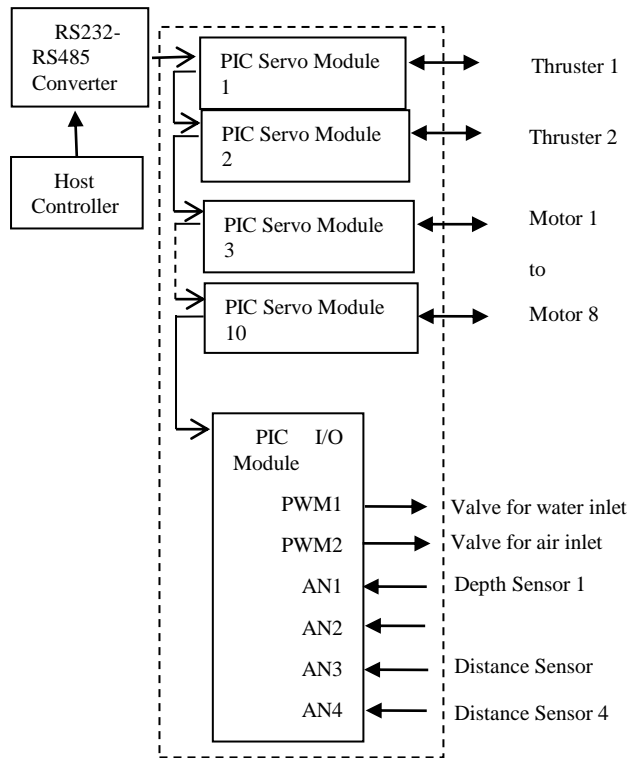 RS232-
RS485
Converter
Host
Controller
PIC Servo Module
1
Thruster 1
PIC Servo Module
2
Thruster 2
PIC Servo Module
3
Motor 1
to
PIC Servo Module
10
Motor 8
PIC I/O
Module
PWM1
Valve for water inlet
PWM2
Valve for air inlet
AN1
Depth Sensor 1
AN2
AN3
Distance Sensor
AN4
Distance Sensor 4